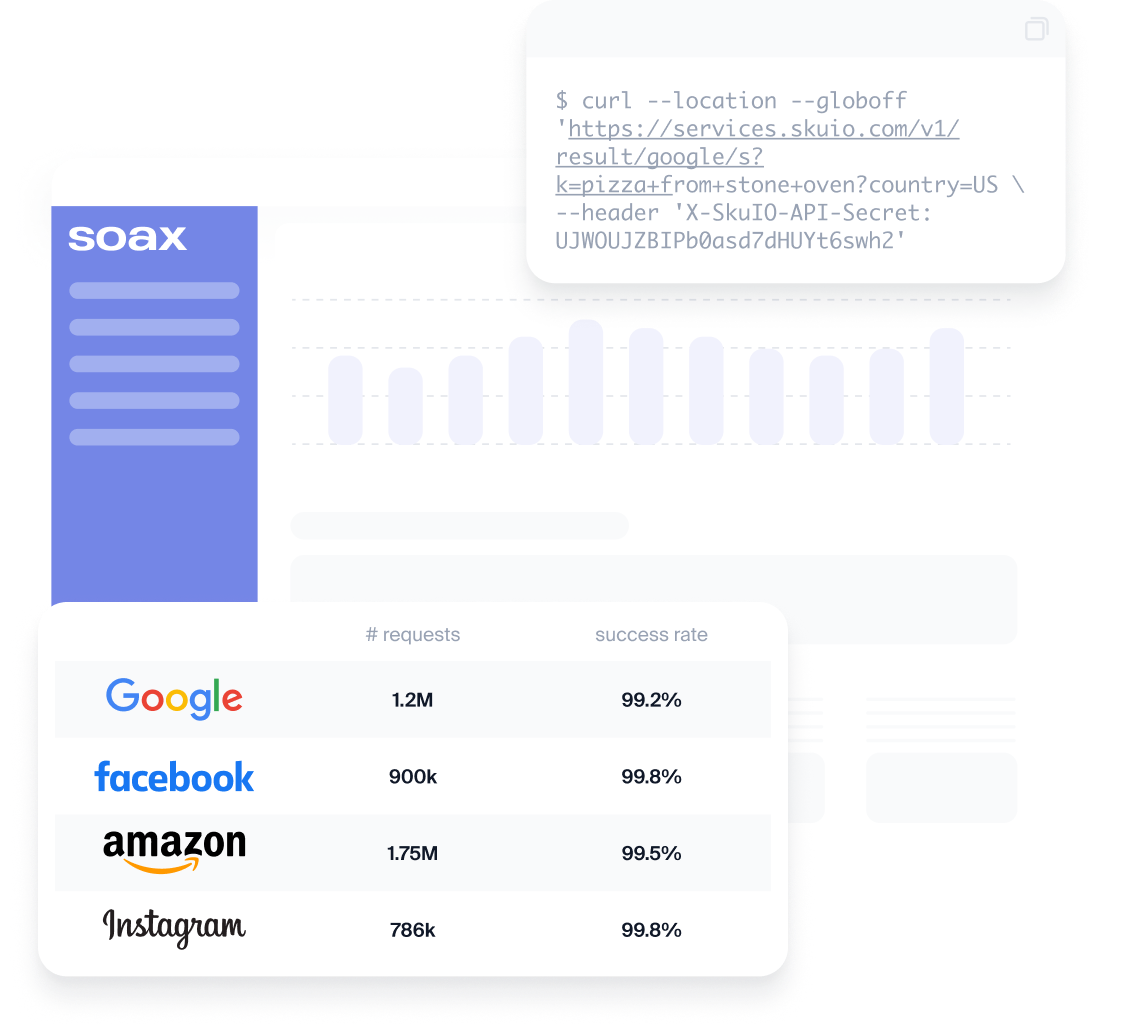 $ curl --location --globoff
'https://services.skuio.com/v1/
result/google/s?
k=pizza+from+stone+oven?country=US \
--header 'X-SkuIO-API-Secret:
UJWOUJZBIPb0asd7dHUYt6swh2'
soax
# requests success rate
Google 1.2M 99.2%
facebook 900k 99.8%
amazon 1.75M 99.5%
Instagram 786k 99.8%